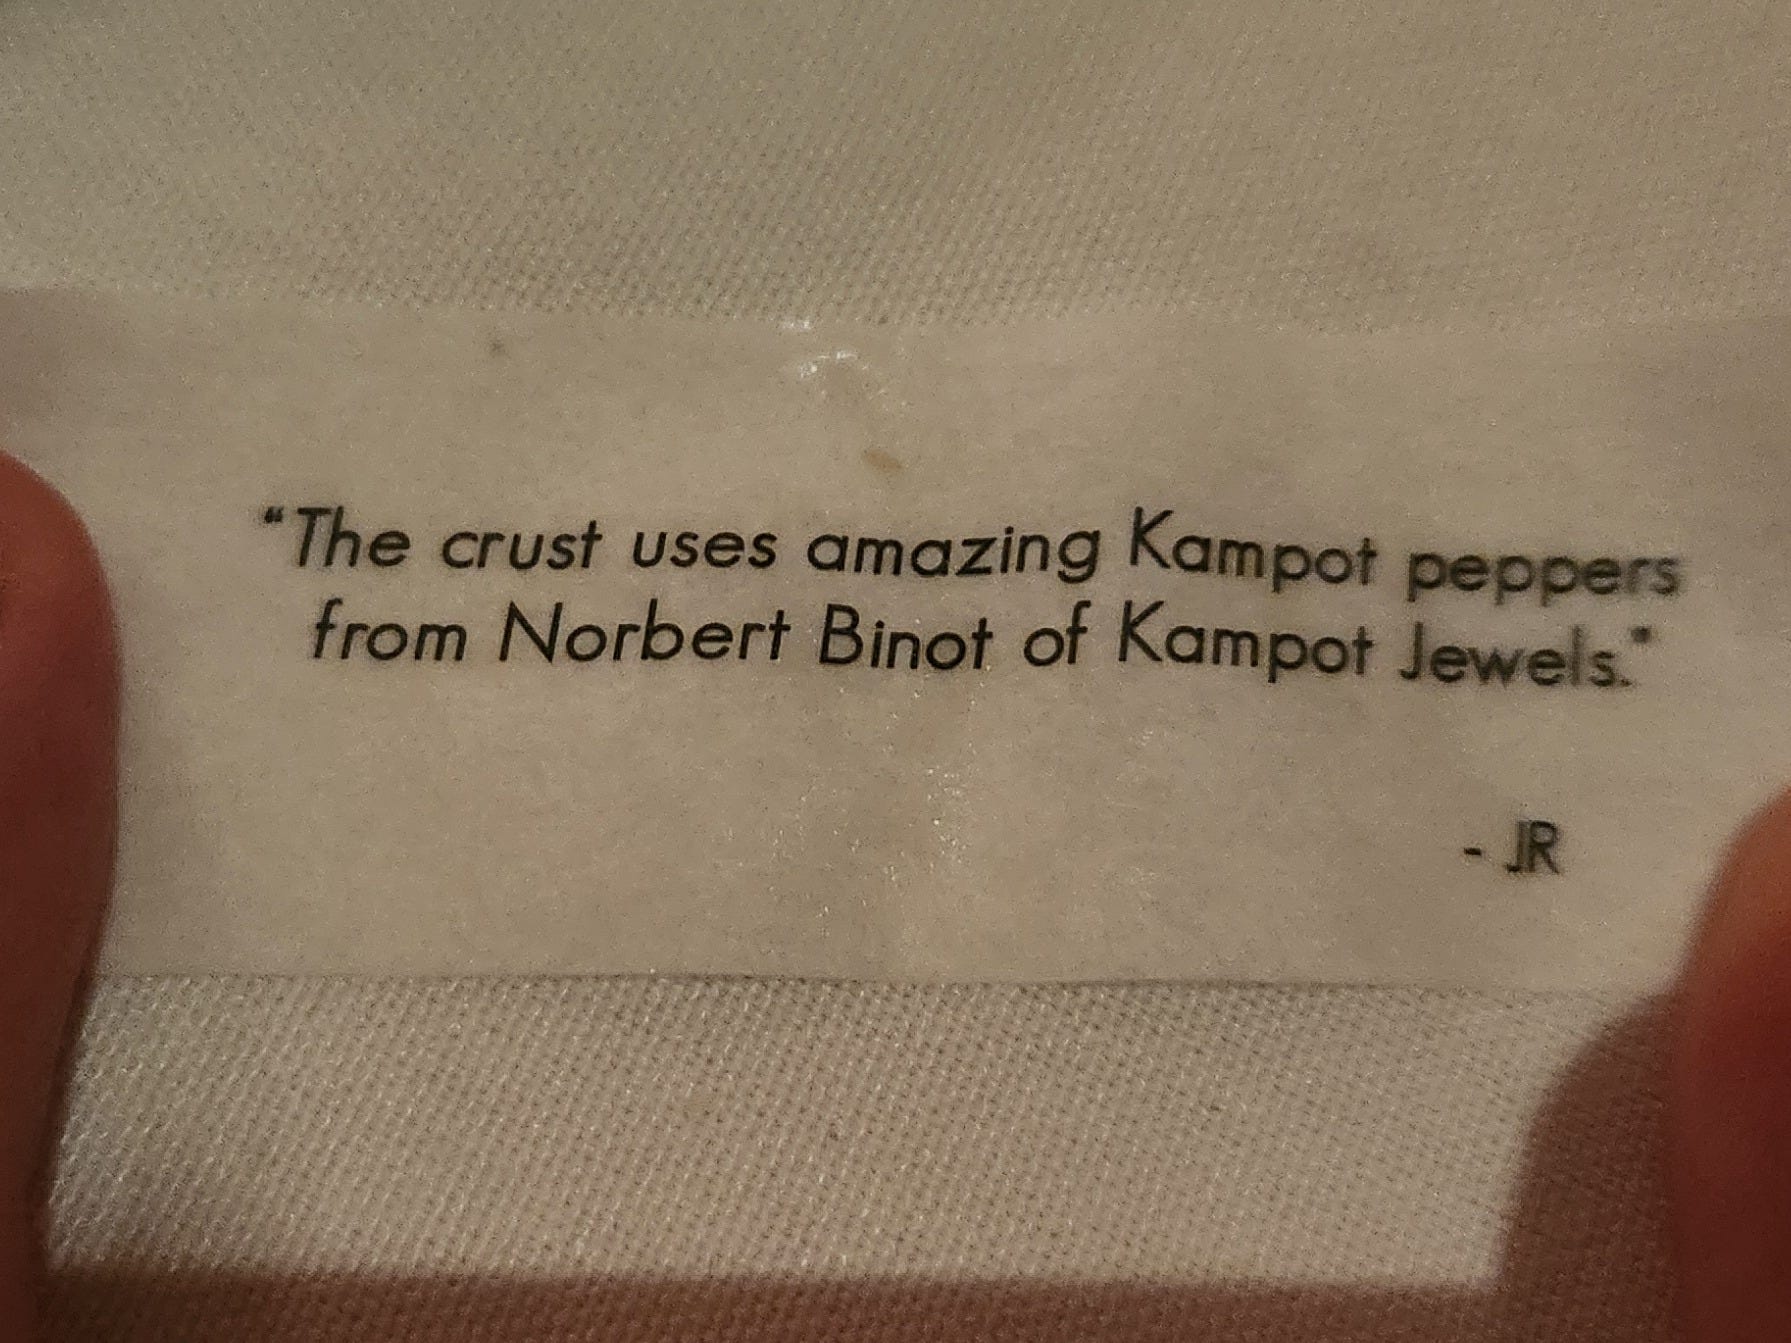 “The crust uses amazing Kampot peppers
from Norbert Binot of Kampot Jewels.”
- JR